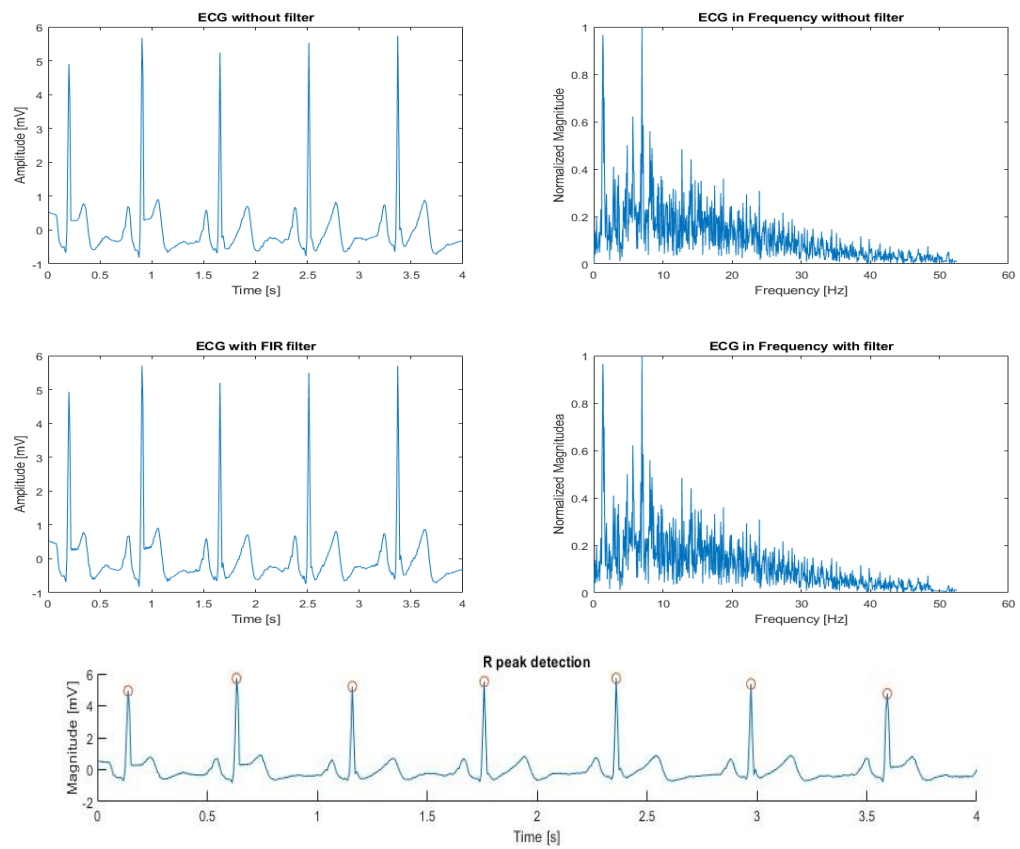 ECG without filter
Amplitude [mV]
6
5
4
3
2
1
0
-1
0 0.5 1 1.5 2 2.5 3 3.5 4
Time [s]
ECG in Frequency without filter
Normalized Magnitude
1
0.8
0.6
0.4
0.2
0
0 10 20 30 40 50 60
Frequency [Hz]
ECG with FIR filter
Amplitude [mV]
6
5
4
3
2
1
0
-1
0 0.5 1 1.5 2 2.5 3 3.5 4
Time [s]
ECG in Frequency with filter
Normalized Magnitudea
1
0.8
0.6
0.4
0.2
0
0 10 20 30 40 50 60
Frequency [Hz]
R peak detection
Magnitude [mV]
6
4
2
0
-2
0 0.5 1 1.5 2 2.5 3 3.5 4
Time [s]